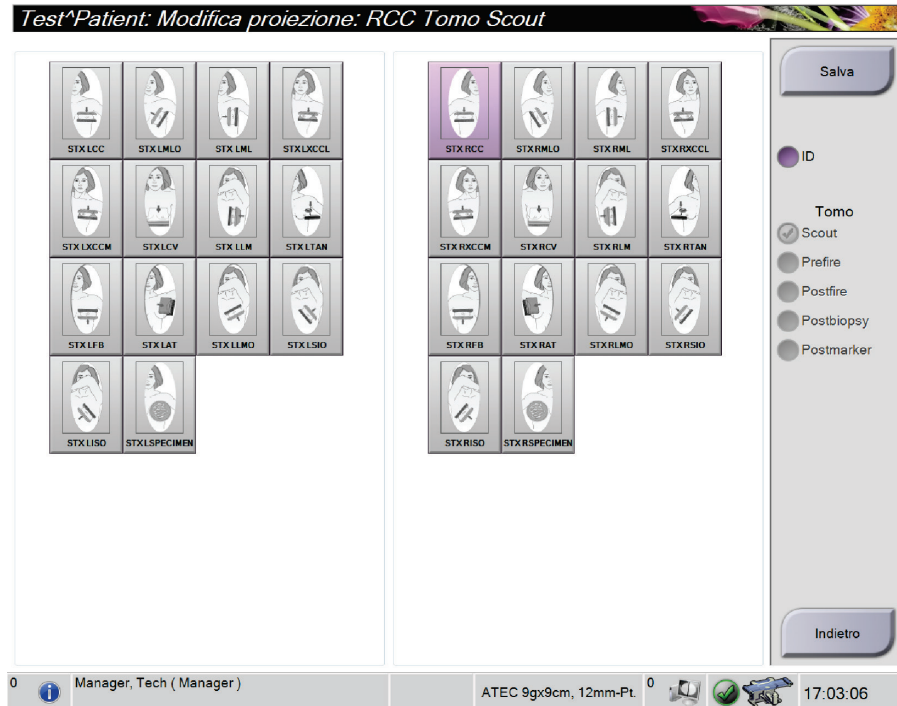 Test^Patient: Modifica proiezione: RCC Tomo Scout
STX LCC STX LMLO STX LML STX LXCCL
STX LXCCM STX LCV STX LLM STX LTAN
STX LFB STX LAT STX LLMO STX LSIO
STX LISO STX LSPECIMEN
STX RCC STX RMLO STX RML STX RXCCL
STX RXCCM STX RCV STX RLM STX RTAN
STX RFB STX RAT STX RLMO STX RSIO
STX RISO STX RSPECIMEN
Salva
ID
Tomo
Scout
Prefire
Postfire
Postbiopsy
Postmarker
Indietro
0 Manager, Tech ( Manager ) ATEC 9gx9cm, 12mm-Pt. 0 17:03:06